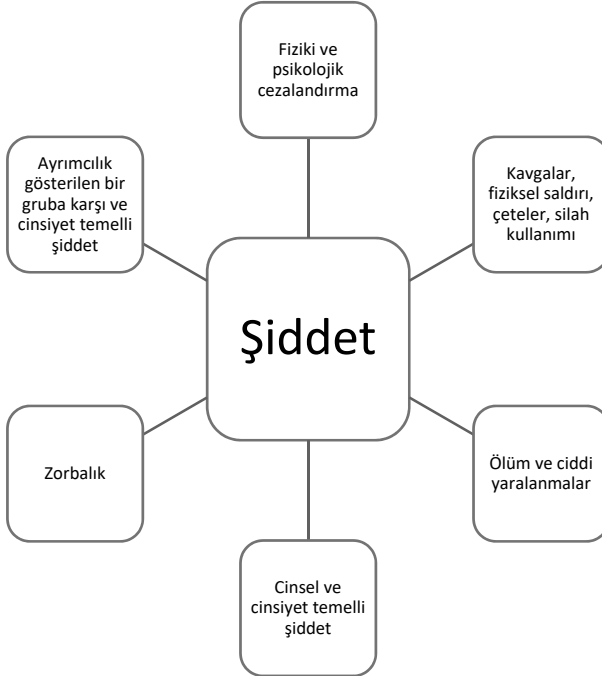 Fiziki ve
psikolojik
cezalandırma
Ayrımcılık
gösterilen bir
gruba karşı ve
cinsiyet temelli
şiddet
Kavgalar,
fiziksel saldırı,
çeteler, silah
kullanımı
Şiddet
Zorbalık
Ölüm ve ciddi
yaralanmalar
Cinsel ve
cinsiyet temelli
şiddet